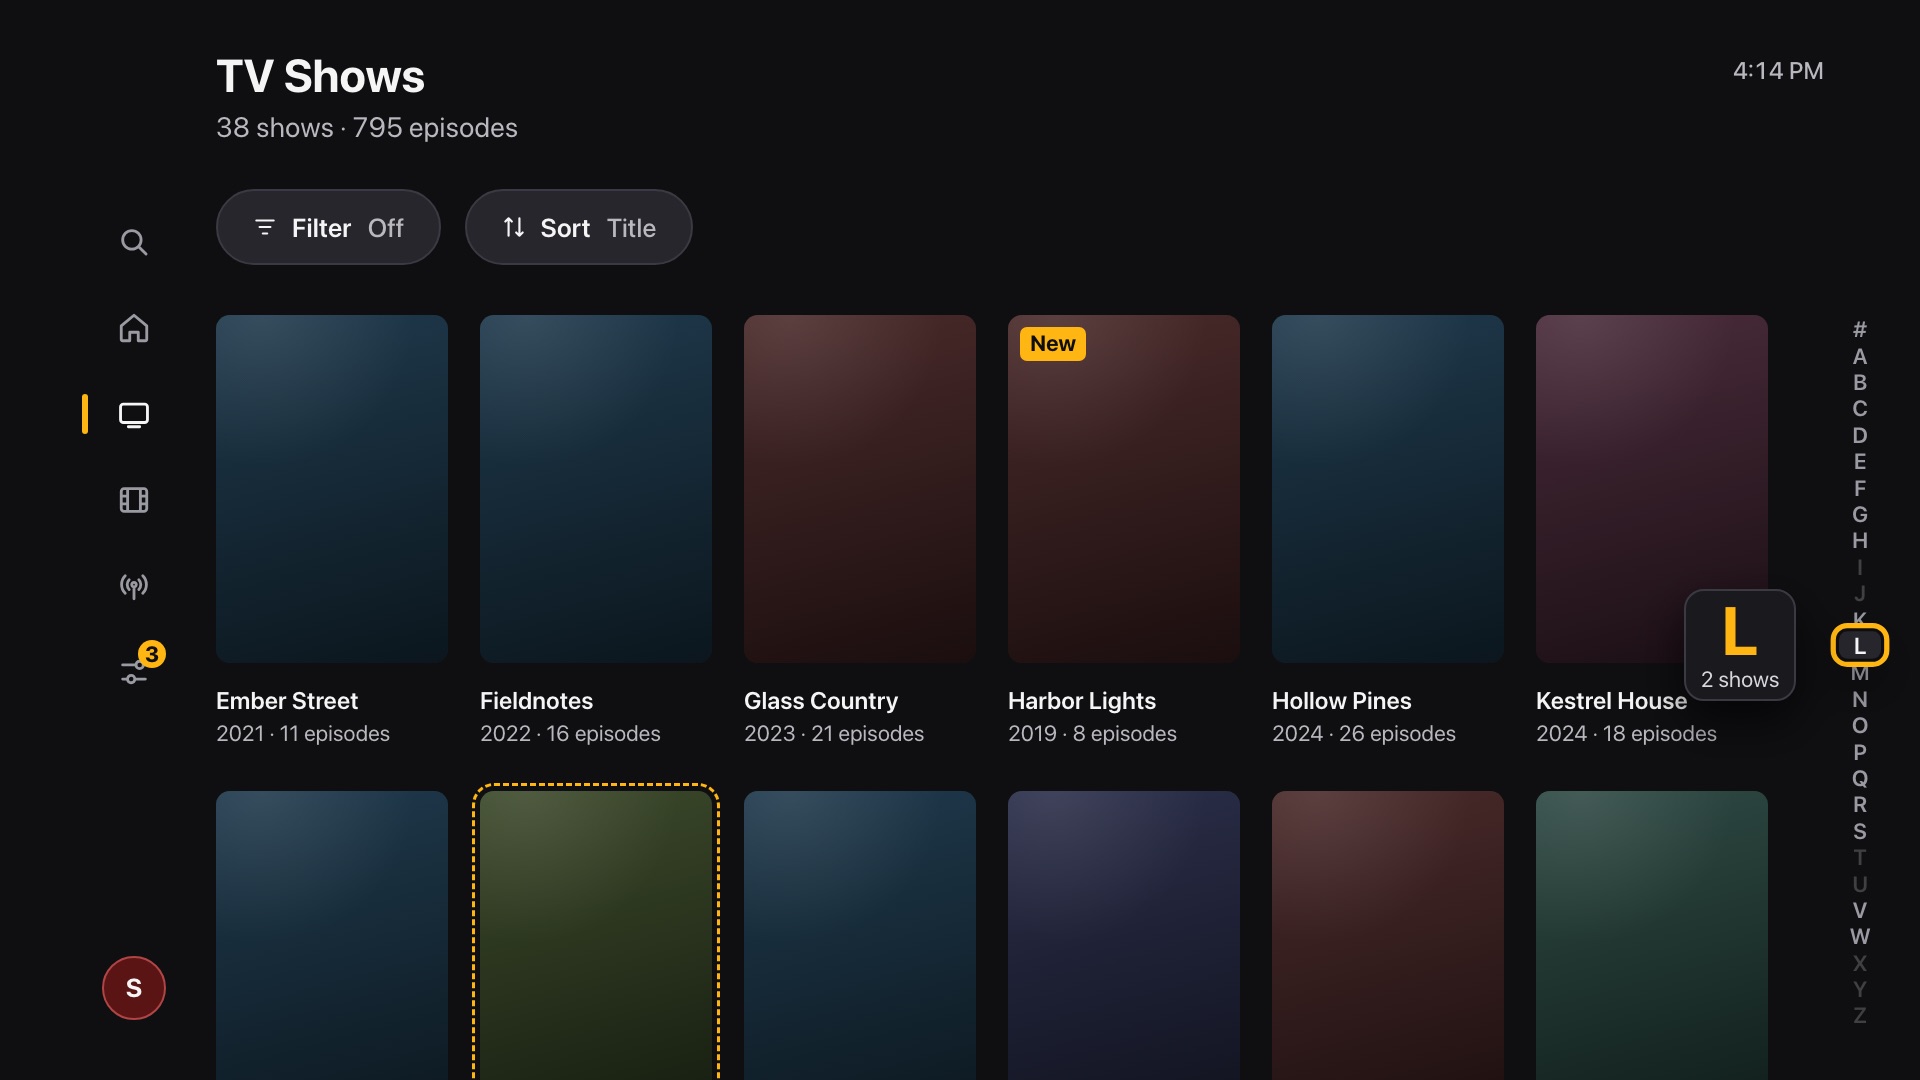 TV Shows
4:14 PM
38 shows · 795 episodes
Filter Off
Sort Title
New
3
Ember Street
2021 · 11 episodes
Fieldnotes
2022 · 16 episodes
Glass Country
2023 · 21 episodes
Harbor Lights
2019 · 8 episodes
Hollow Pines
2024 · 26 episodes
Kestrel House
2024 · 18 episodes
L
2 shows
#
A
B
C
D
E
F
G
H
I
J
K
L
M
N
O
P
Q
R
S
T
U
V
W
X
Y
Z
S